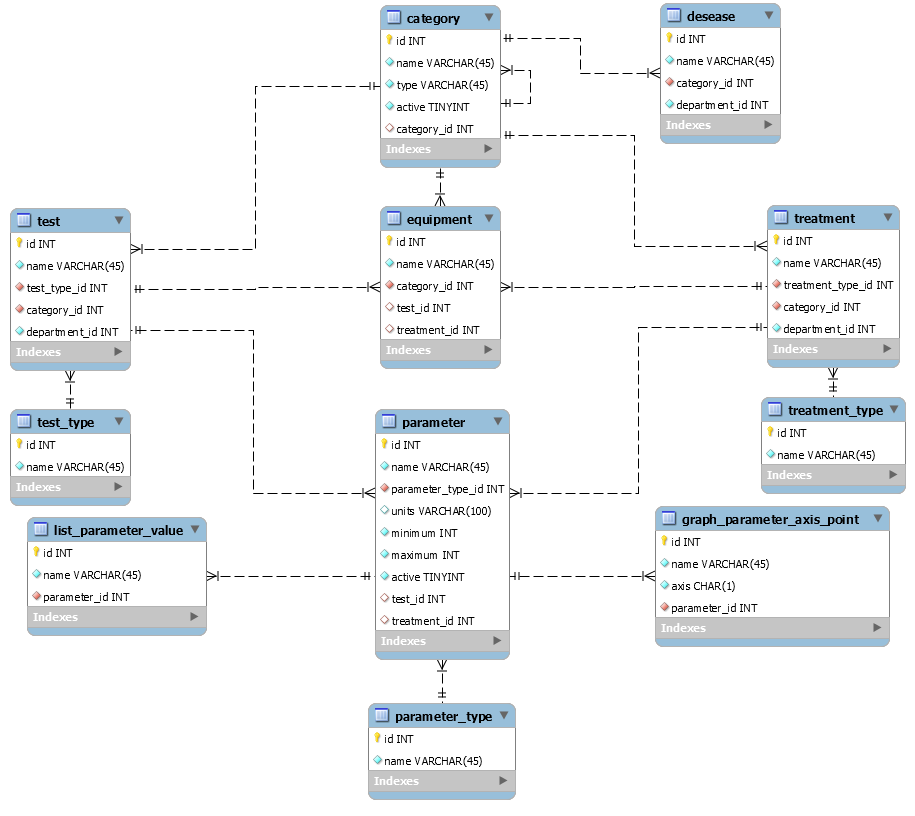 category
id INT
name VARCHAR(45)
type VARCHAR(45)
active TINYINT
category_id INT
Indexes
desease
id INT
name VARCHAR(45)
category_id INT
department_id INT
Indexes
test
id INT
name VARCHAR(45)
test_type_id INT
category_id INT
department_id INT
Indexes
equipment
id INT
name VARCHAR(45)
category_id INT
test_id INT
treatment_id INT
Indexes
treatment
id INT
name VARCHAR(45)
treatment_type_id INT
category_id INT
department_id INT
Indexes
test_type
id INT
name VARCHAR(45)
Indexes
parameter
id INT
name VARCHAR(45)
parameter_type_id INT
units VARCHAR(100)
minimum INT
maximum INT
active TINYINT
test_id INT
treatment_id INT
Indexes
treatment_type
id INT
name VARCHAR(45)
Indexes
list_parameter_value
id INT
name VARCHAR(45)
parameter_id INT
Indexes
graph_parameter_axis_point
id INT
name VARCHAR(45)
axis CHAR(1)
parameter_id INT
Indexes
parameter_type
id INT
name VARCHAR(45)
Indexes